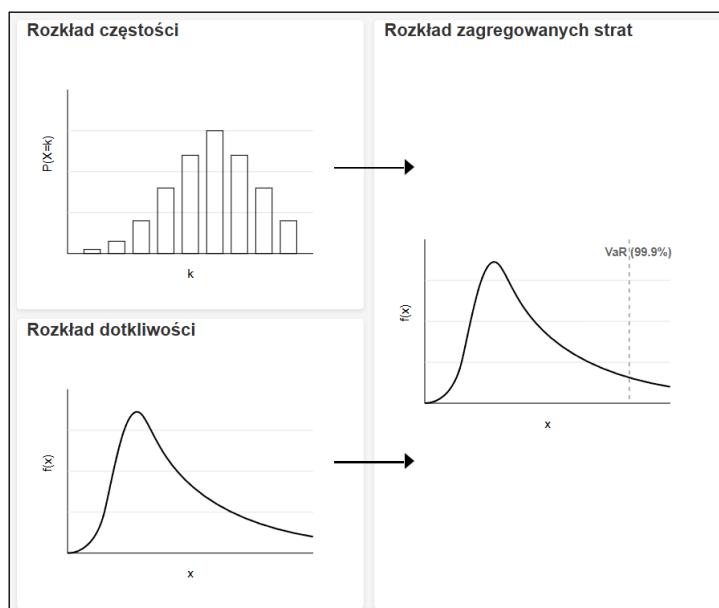 Rozkład częstości
P(X=k)
k
Rozkład dotkliwości
f(x)
x
Rozkład zagregowanych strat
VaR (99.9%)
f(x)
x